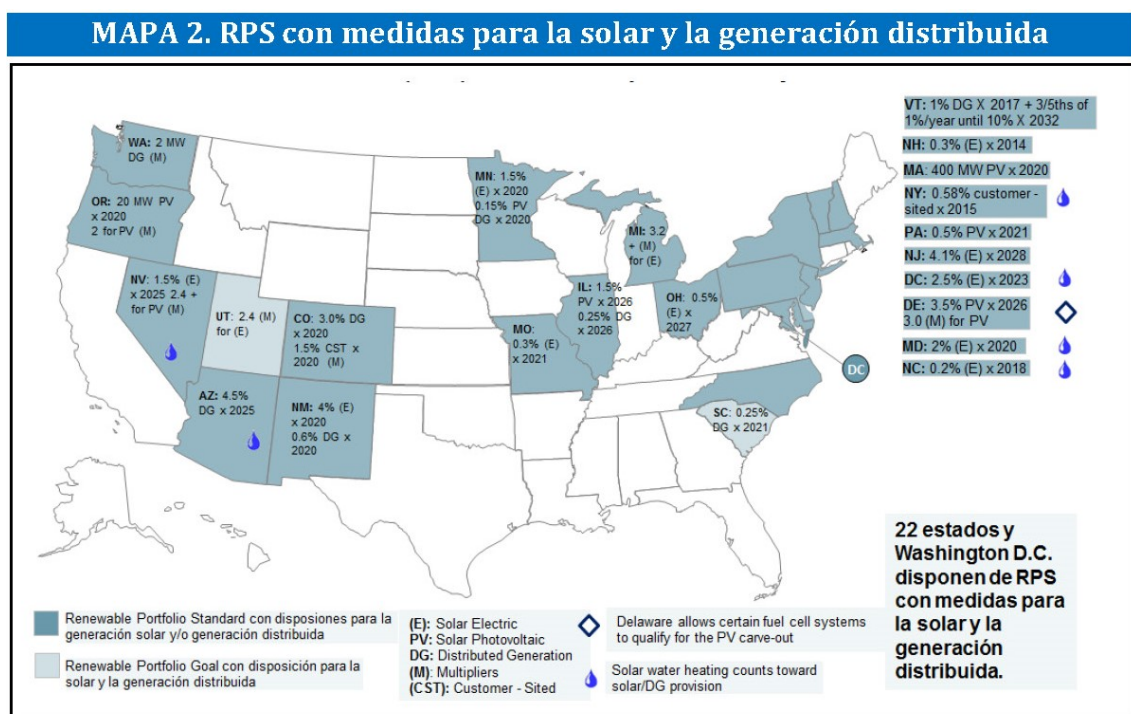 MAPA 2. RPS con medidas para la solar y la generación distribuida
WA: 2 MW
DG (M)
OR: 20 MW PV
x 2020
2 for PV (M)
NV: 1.5% (E)
x 2025 2.4 +
for PV (M)
UT: 2.4 (M)
for (E)
CO: 3.0% DG
x 2020
1.5% CST x
2020 (M)
AZ: 4.5%
DG x 2025
NM: 4% (E)
x 2020
0.6% DG x
2020
MN: 1.5%
(E) x 2020
0.15% PV
DG x 2020
MO:
0.3% (E)
x 2021
IL: 1.5%
PV x 2026
0.25% DG
x 2026
MI: 3.2
+ (M)
for (E)
OH: 0.5%
(E) x
2027
SC: 0.25%
DG x 2021
DC
VT: 1% DG X 2017 + 3/5ths of
1%/year until 10% X 2032
NH: 0.3% (E) x 2014
MA: 400 MW PV x 2020
NY: 0.58% customer -
sited x 2015
PA: 0.5% PV x 2021
NJ: 4.1% (E) x 2028
DC: 2.5% (E) x 2023
DE: 3.5% PV x 2026
3.0 (M) for PV
MD: 2% (E) x 2020
NC: 0.2% (E) x 2018
22 estados y
Washington D.C.
disponen de RPS
con medidas para
la solar y la
generación
distribuida.
Renewable Portfolio Standard con disposiciones para la
generación solar y/o generación distribuida
Renewable Portfolio Goal con disposición para la
solar y la generación distribuida
(E): Solar Electric
PV: Solar Photovoltaic
DG: Distributed Generation
(M): Multipliers
(CST): Customer - Sited
Delaware allows certain fuel cell systems
to qualify for the PV carve-out
Solar water heating counts toward
solar/DG provision